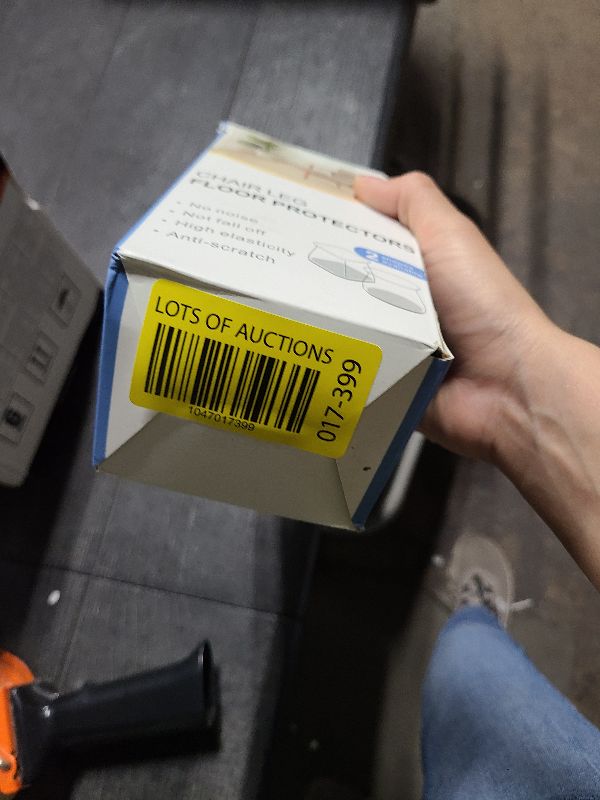 CHAIR LEG
FLOOR PROTECTORS
- No noise
- Not fall off
- High elasticity
- Anti-scratch
2
LOTS OF AUCTIONS
1047017399
017-399